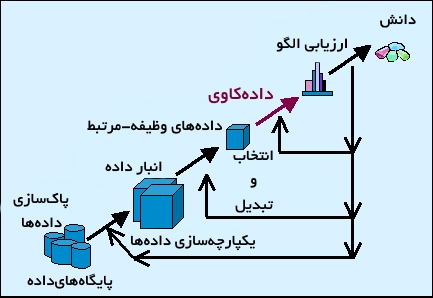 دانش
ارزیابی الگو
داده‌کاوی
داده‌های وظیفه-مرتبط
انتخاب
و
تبدیل
انبار داده
یکپارچه‌سازی داده‌ها
پاک‌سازی
داده‌ها
پایگاه‌های‌داده